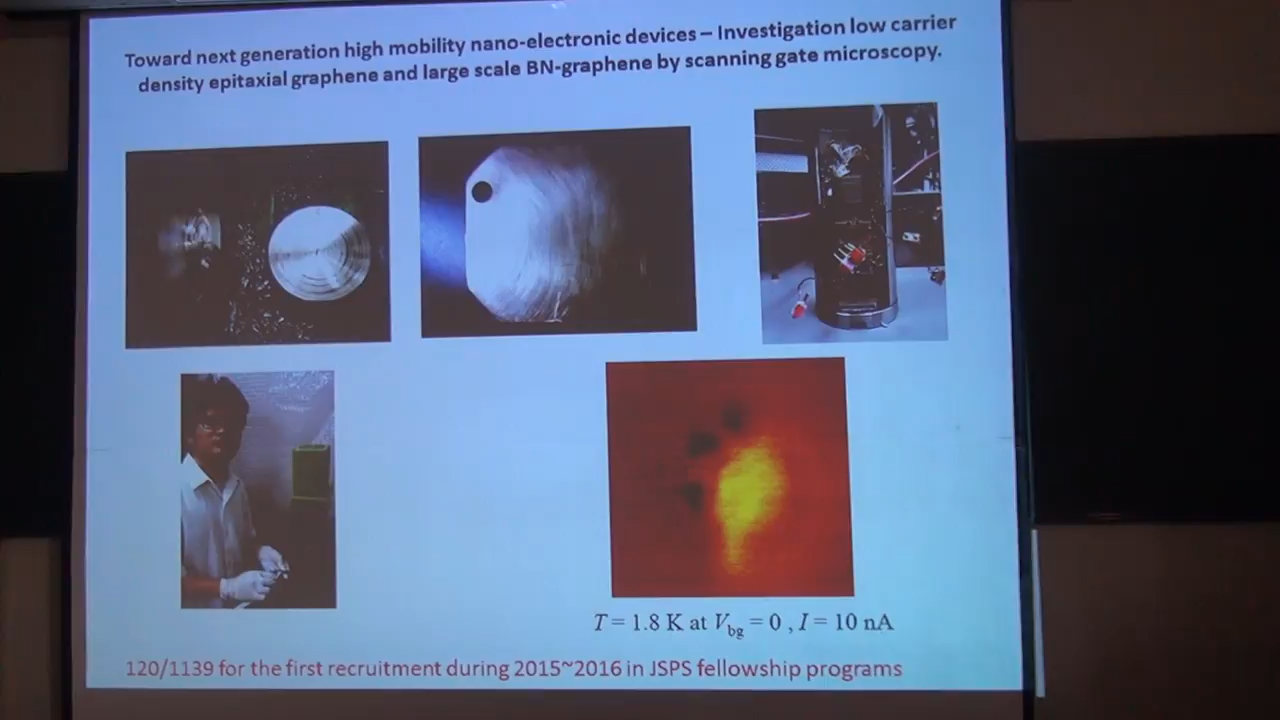 Toward next generation high mobility nano-electronic devices – Investigation low carrier
density epitaxial graphene and large scale BN-graphene by scanning gate microscopy.
T = 1.8 K at Vbg = 0 , I = 10 nA
120/1139 for the first recruitment during 2015~2016 in JSPS fellowship programs